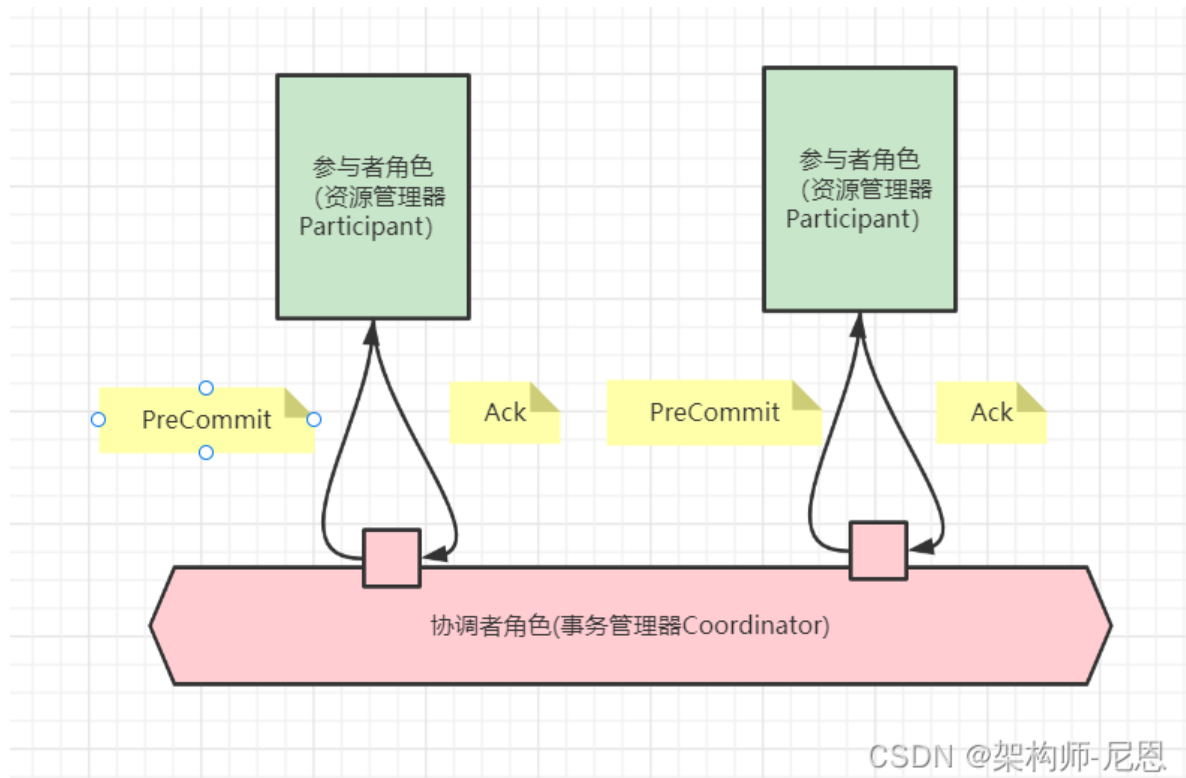 参与者角色
（资源管理器
Participant）
参与者角色
（资源管理器
Participant）
PreCommit
Ack
PreCommit
Ack
协调者角色(事务管理器Coordinator)
CSDN @架构师-尼恩